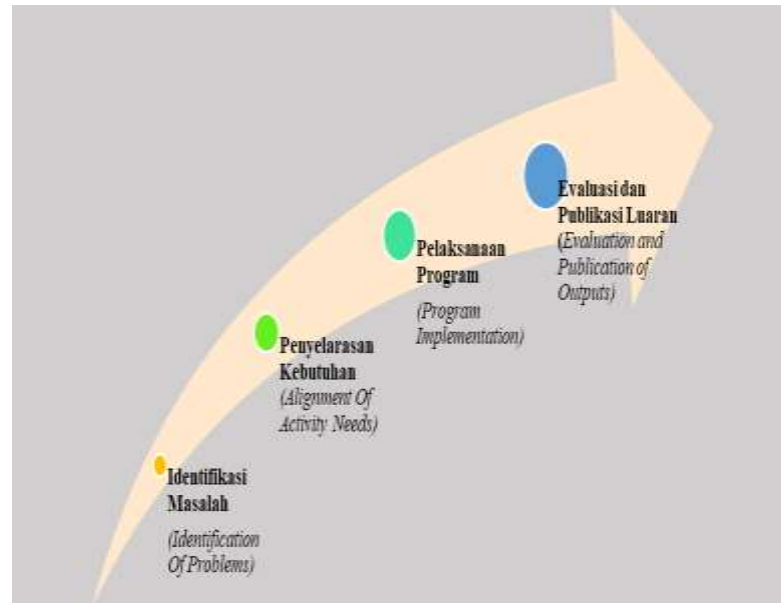 Evaluasi dan
Publikasi Luaran
(Evaluation and
Publication of
Outputs)
Pelaksanaan
Program
(Program
Implementation)
Penyelarasan
Kebutuhan
(Alignment Of
Activity Needs)
Identifikasi
Masalah
(Identification
Of Problems)